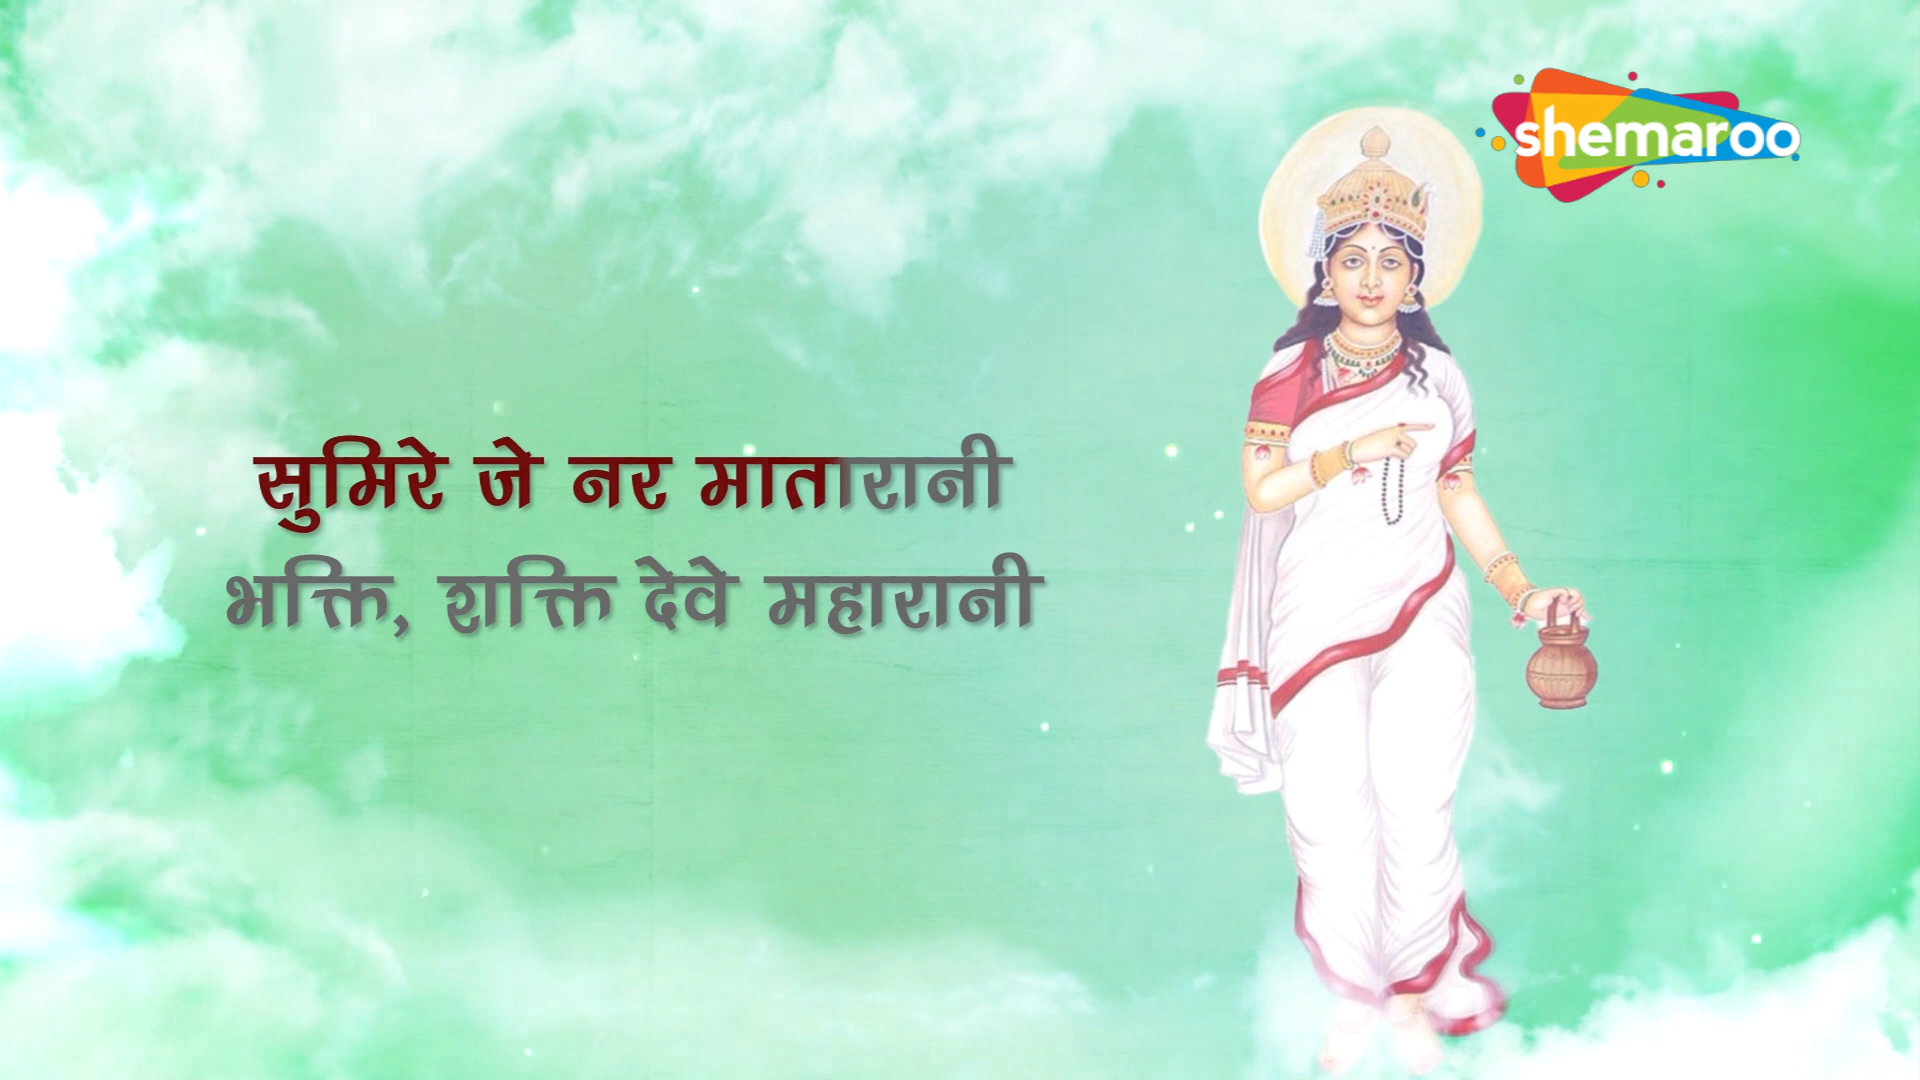 shemaroo
सुमिरे जे नर मातारानी
भक्ति, शक्ति देवे महारानी